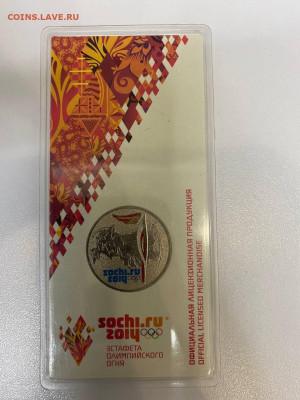 COINS.LAVE.RU
sochi.ru
2014
sochi.ru
2014
ЭСТАФЕТА
ОЛИМПИЙСКОГО
ОГНЯ
ОФИЦИАЛЬНАЯ ЛИЦЕНЗИОННАЯ ПРОДУКЦИЯ
OFFICIAL LICENSED MERCHANDISE